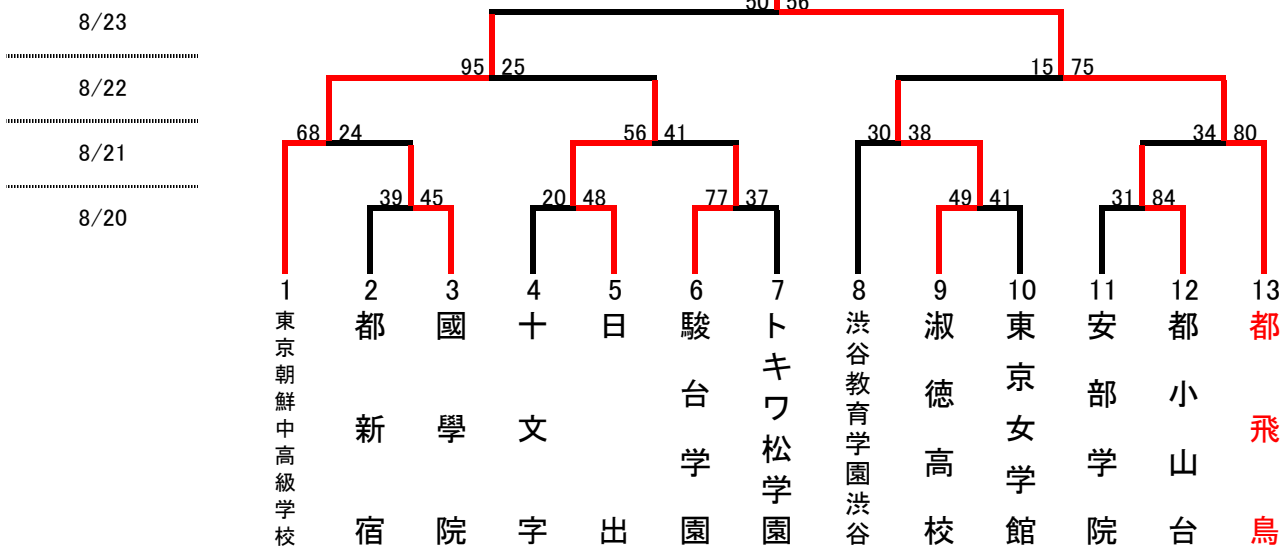 50 56
8/23
95 25
15 75
8/22
68 24
56 41
30 38
34 80
8/21
39 45
20 48
77 37
49 41
31 84
8/20
1 2 3 4 5 6 7 8 9 10 11 12 13
東京朝鮮中高級学校
都新宿
國學院
十文字
日出
駿台学園
トキワ松学園
渋谷教育学園渋谷
淑徳高校
東京女学館
安部学院
都小山台
都飛鳥